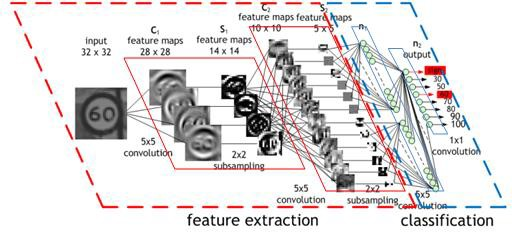 input
32 x 32
C₁
feature maps
28 x 28
S₁
feature maps
14 x 14
C₂
feature maps
10 x 10
S₂
feature maps
5 x 5
n₁
n₂
output
30
50
60
70
80
90
100
60
5x5
convolution
2x2
subsampling
5x5
convolution
2x2
subsampling
convolution
1x1
convolution
feature extraction
classification